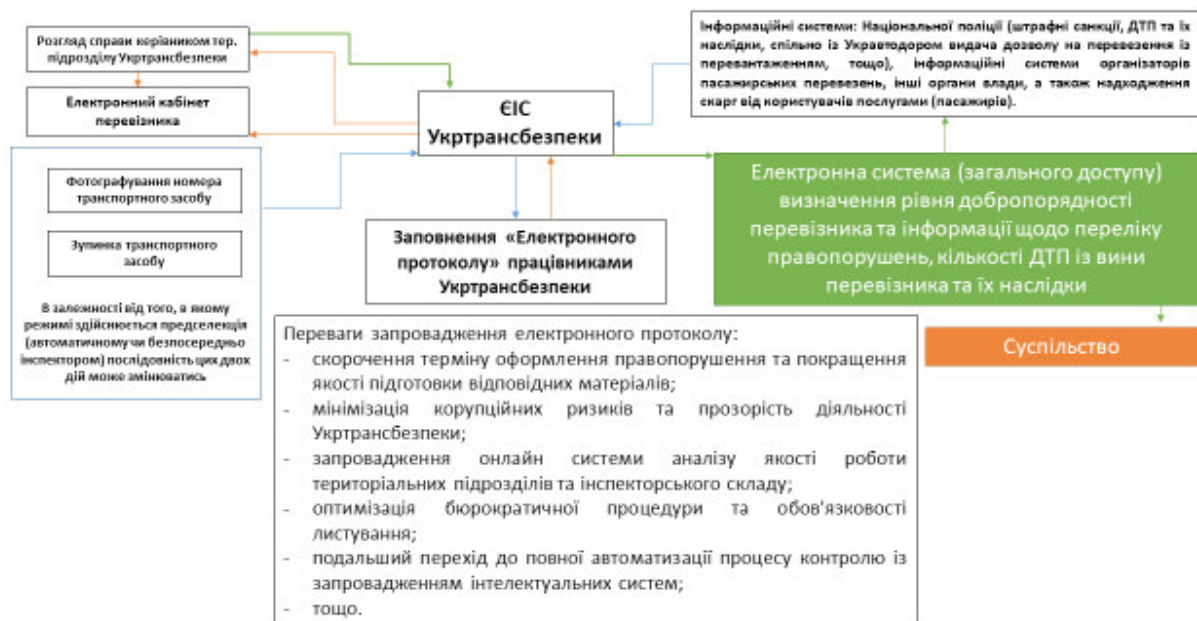 Розгляд справи керівником тер.
підрозділу Укртрансбезпеки
Електронний кабінет
перевізника
Фотографування номера
транспортного засобу
Зупинка транспортного
засобу
В залежності від того, в якому
режимі здійснюється предселекція
(автоматичному чи безпосередньо
інспектором) послідовність цих двох
дій може змінюватись
ЄІС
Укртрансбезпеки
Заповнення «Електронного
протоколу» працівниками
Укртрансбезпеки
Інформаційні системи: Національної поліції (штрафні санкції, ДТП та їх
наслідки, спільно із Укравтодором видача дозволу на перевезення із
перевантаженням, тощо), інформаційні системи організаторів
пасажирських перевезень, інші органи влади, а також надходження
скарг від користувачів послугами (пасажирів).
Електронна система (загального доступу)
визначення рівня добропорядності
перевізника та інформації щодо переліку
правопорушень, кількості ДТП із вини
перевізника та їх наслідки
Суспільство
Переваги запровадження електронного протоколу:
- скорочення терміну оформлення правопорушення та покращення
якості підготовки відповідних матеріалів;
- мінімізація корупційних ризиків та прозорість діяльності
Укртрансбезпеки;
- запровадження онлайн системи аналізу якості роботи
територіальних підрозділів та інспекторського складу;
- оптимізація бюрократичної процедури та обов'язковості
листування;
- подальший перехід до повної автоматизації процесу контролю із
запровадженням інтелектуальних систем;
- тощо.